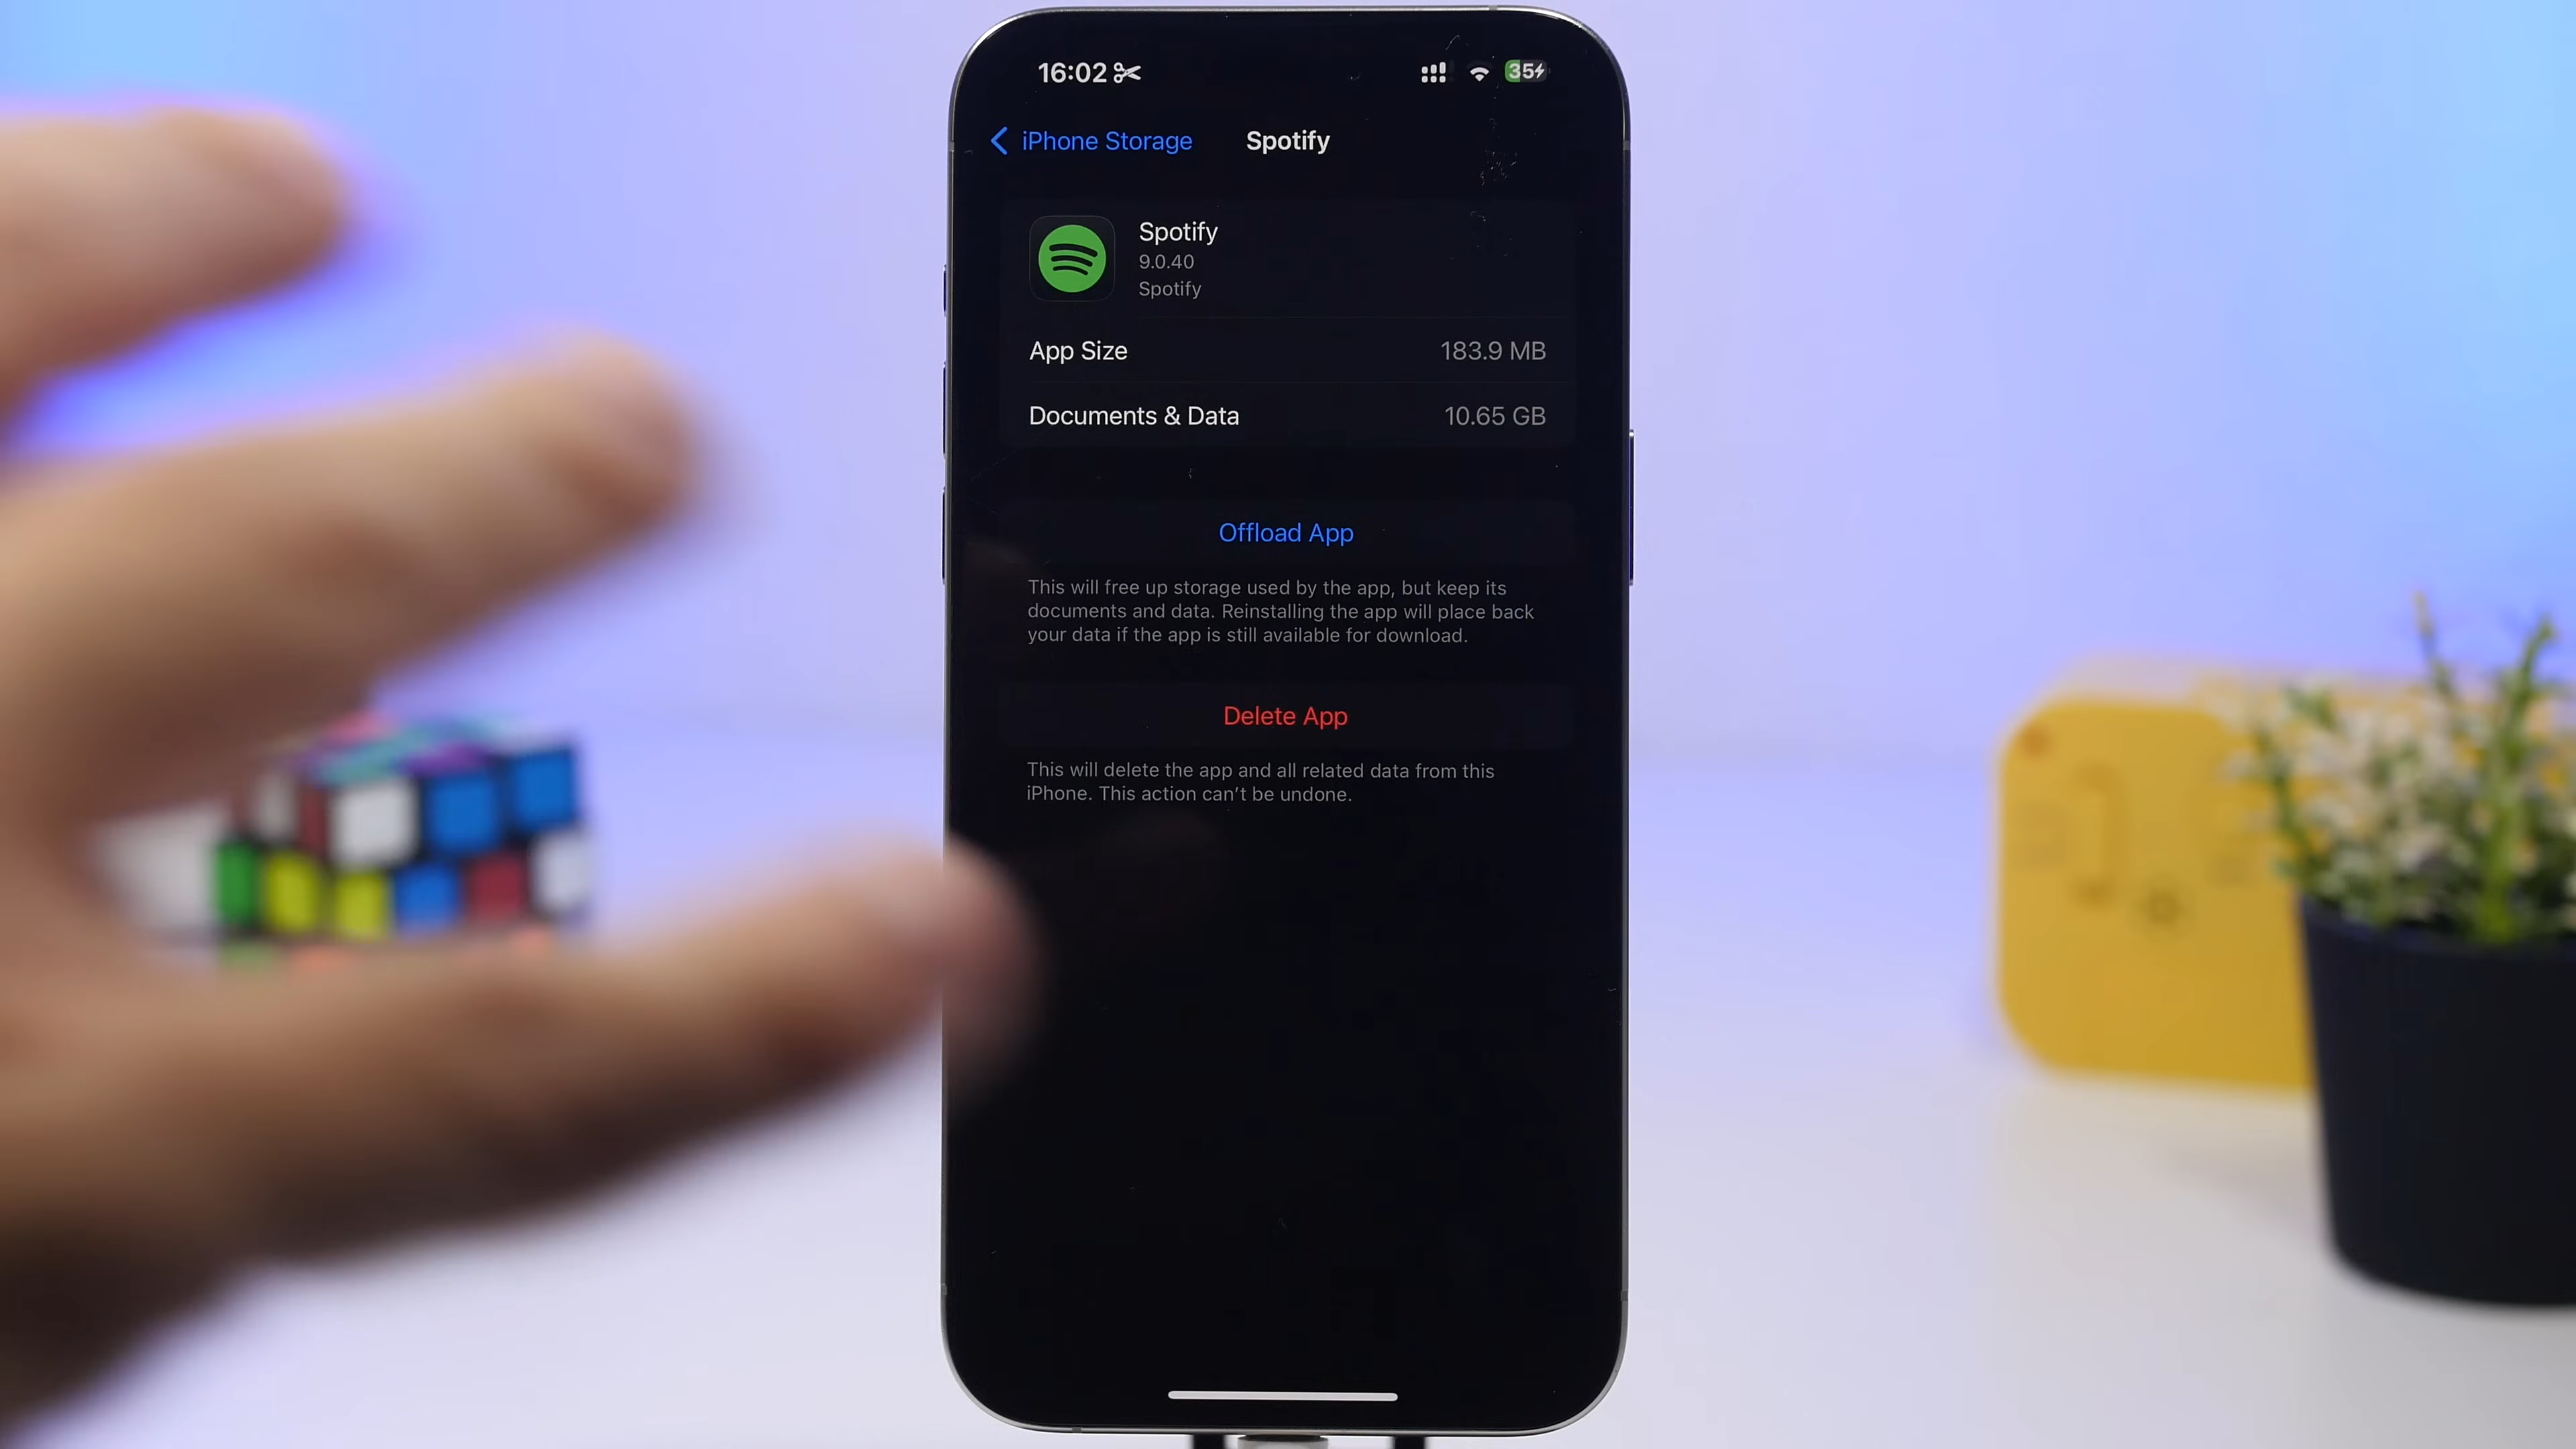 16:02
35
iPhone Storage
Spotify
Spotify
9.0.40
Spotify
App Size
183.9 MB
Documents & Data
10.65 GB
Offload App
This will free up storage used by the app, but keep its
documents and data. Reinstalling the app will place back
your data if the app is still available for download.
Delete App
This will delete the app and all related data from this
iPhone. This action can’t be undone.